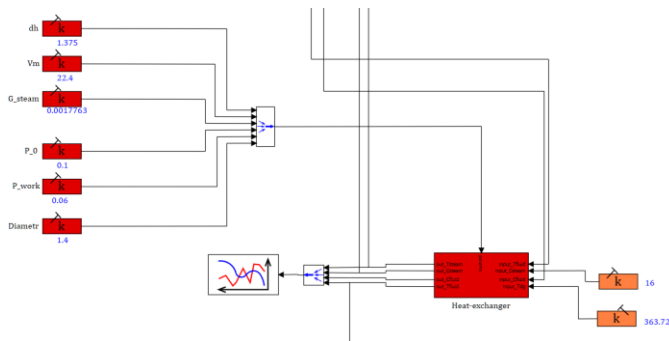 dh
k
1.375
Vm
k
22.4
G_steam
k
0.0017763
P_0
k
0.1
P_work
k
0.06
Diametr
k
1.4
Heat-exchanger
k
16
k
363.72